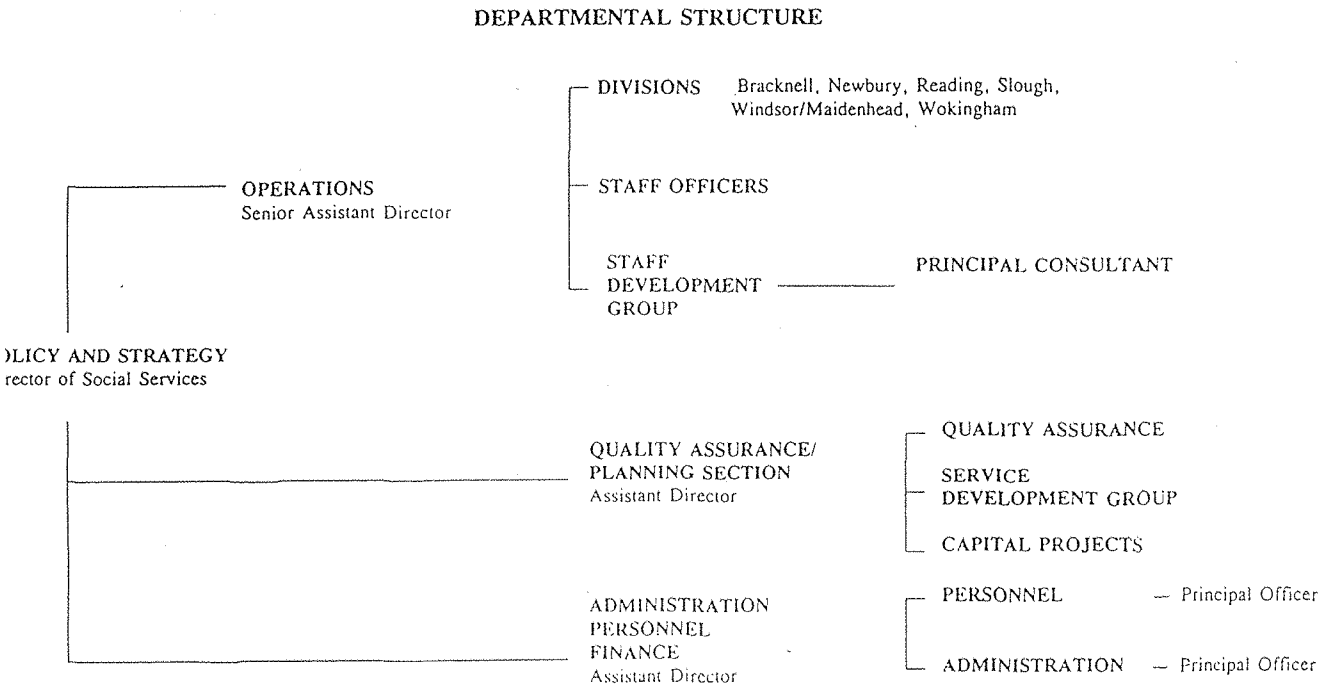 DEPARTMENTAL STRUCTURE
DIVISIONS Bracknell, Newbury, Reading, Slough,
Windsor/Maidenhead, Wokingham
OPERATIONS
Senior Assistant Director
STAFF OFFICERS
STAFF
DEVELOPMENT
GROUP
PRINCIPAL CONSULTANT
LICY AND STRATEGY
rector of Social Services
QUALITY ASSURANCE/
PLANNING SECTION
Assistant Director
QUALITY ASSURANCE
SERVICE
DEVELOPMENT GROUP
CAPITAL PROJECTS
ADMINISTRATION
PERSONNEL
FINANCE
Assistant Director
PERSONNEL — Principal Officer
ADMINISTRATION — Principal Officer